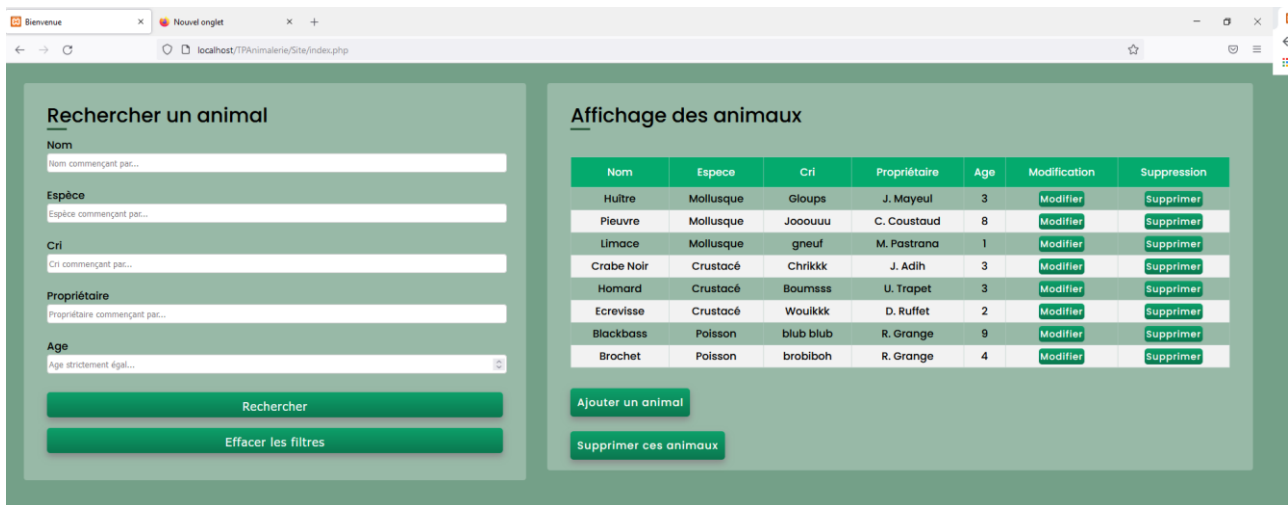 Bienvenue
Nouvel onglet
localhost/TPAnimalerie/Site/index.php
Rechercher un animal
Nom
Nom commençant par...
Espèce
Espèce commençant par...
Cri
Cri commençant par...
Propriétaire
Propriétaire commençant par...
Age
Age strictement égal...
Rechercher
Effacer les filtres
Affichage des animaux
Nom Espece Cri Propriétaire Age Modification Suppression
Huître Mollusque Gloups J. Mayeul 3 Modifier Supprimer
Pieuvre Mollusque Jooouuu C. Coustaud 8 Modifier Supprimer
Limace Mollusque gneuf M. Pastrana 1 Modifier Supprimer
Crabe Noir Crustacé Chrikkk J. Adih 3 Modifier Supprimer
Homard Crustacé Boumsss U. Trapet 3 Modifier Supprimer
Ecrevisse Crustacé Wouikkk D. Ruffet 2 Modifier Supprimer
Blackbass Poisson blub blub R. Grange 9 Modifier Supprimer
Brochet Poisson brobiboh R. Grange 4 Modifier Supprimer
Ajouter un animal
Supprimer ces animaux